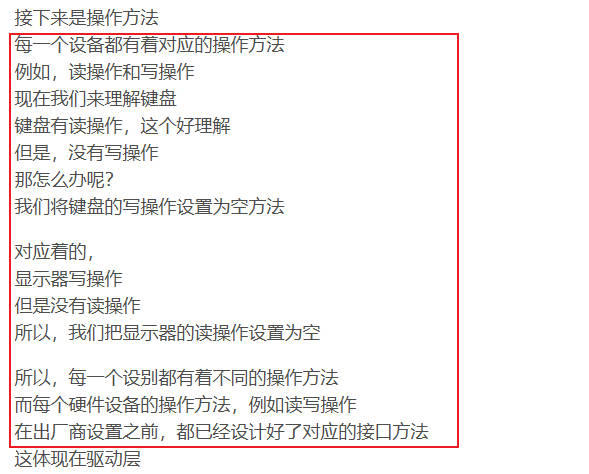 接下来是操作方法
每一个设备都有着对应的操作方法
例如，读操作和写操作
现在我们来理解键盘
键盘有读操作，这个好理解
但是，没有写操作
那怎么办呢？
我们将键盘的写操作设置为空方法
对应着的，
显示器写操作
但是没有读操作
所以，我们把显示器的读操作设置为空
所以，每一个设别都有着不同的操作方法
而每个硬件设备的操作方法，例如读写操作
在出厂商设置之前，都已经设计好了对应的接口方法
这体现在驱动层